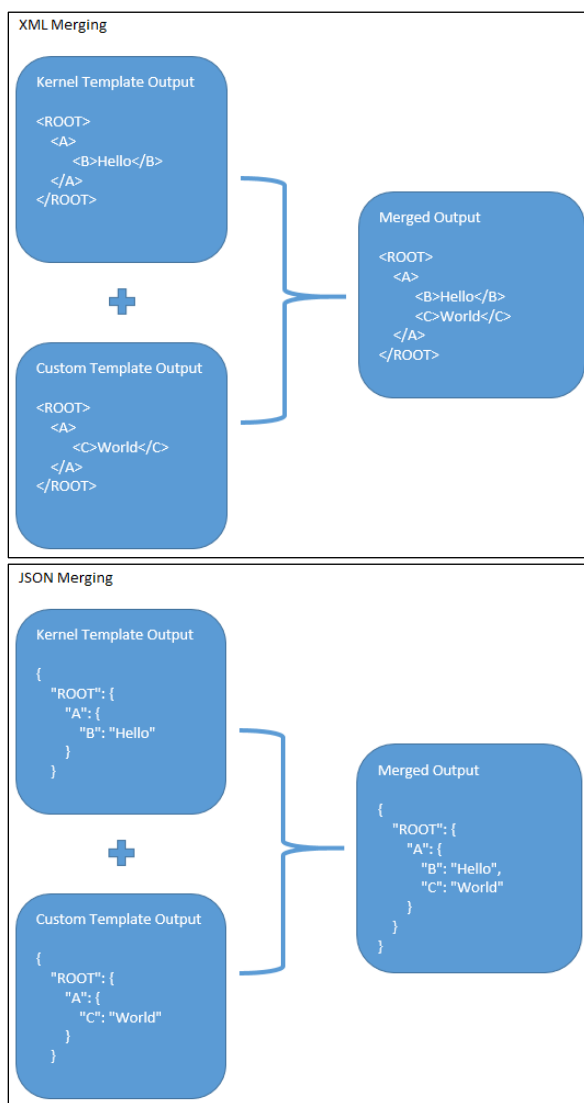 XML Merging
Kernel Template Output
<ROOT>
<A>
<B>Hello</B>
</A>
</ROOT>
Custom Template Output
<ROOT>
<A>
<C>World</C>
</A>
</ROOT>
Merged Output
<ROOT>
<A>
<B>Hello</B>
<C>World</C>
</A>
</ROOT>
JSON Merging
Kernel Template Output
{
"ROOT": {
"A": {
"B": "Hello"
}
}
Custom Template Output
{
"ROOT": {
"A": {
"C": "World"
}
}
Merged Output
{
"ROOT": {
"A": {
"B": "Hello",
"C": "World"
}
}
}